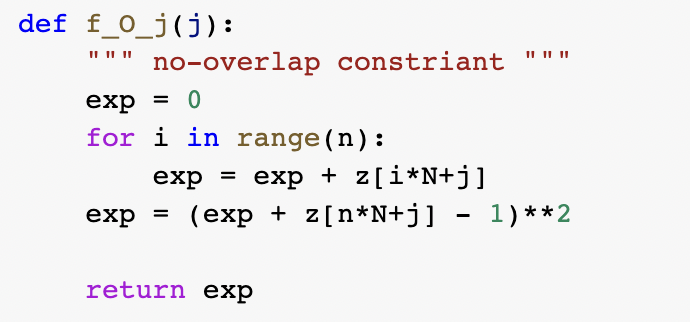 def f_O_j(j):
    """ no-overlap constriant """
    exp = 0
    for i in range(n):
        exp = exp + z[i*N+j]
    exp = (exp + z[n*N+j] - 1)**2
    return exp